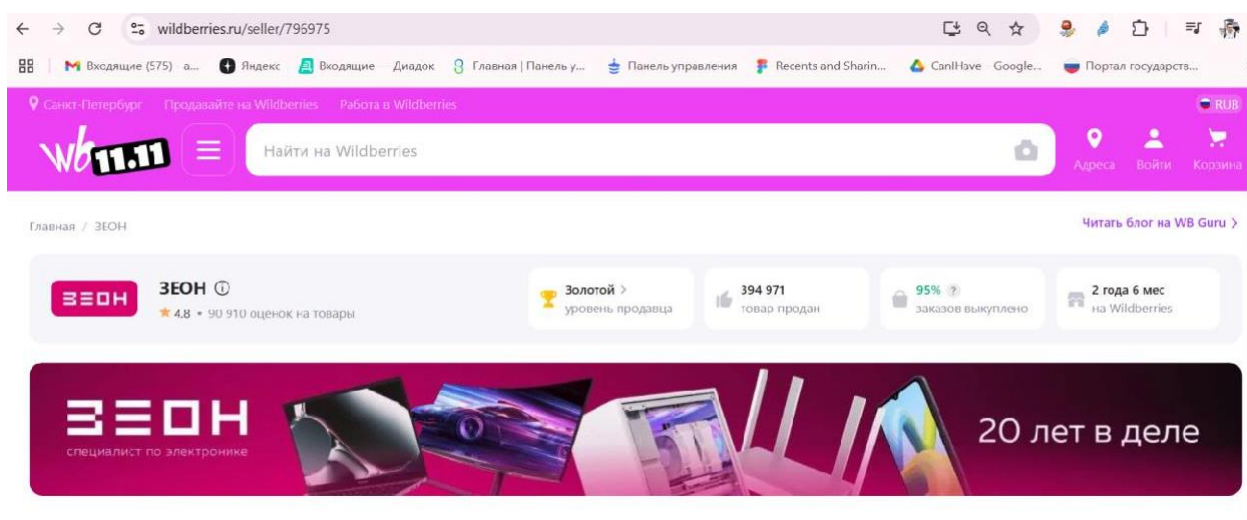 wildberries.ru/seller/795975
Входящие (575) a... Яндекс Входящие Диадок Главная | Панель у... Панель управления Recents and Sharin... CanIHave Google... Портал государств...
Санкт-Петербург Продавайте на Wildberries Работа в Wildberries RUB
wb 11.11 Найти на Wildberries Адреса Войти Корзина
Главная / ЗЕОН Читать блог на WB Guru >
ЗЕОН
ЗЕОН
4.8 • 90 910 оценок на товары
Золотой >
уровень продавца
394 971
товар продан
95% ?
заказов выкуплено
2 года 6 мес
на Wildberries
ЗЕОН
специалист по электронике
20 лет в деле